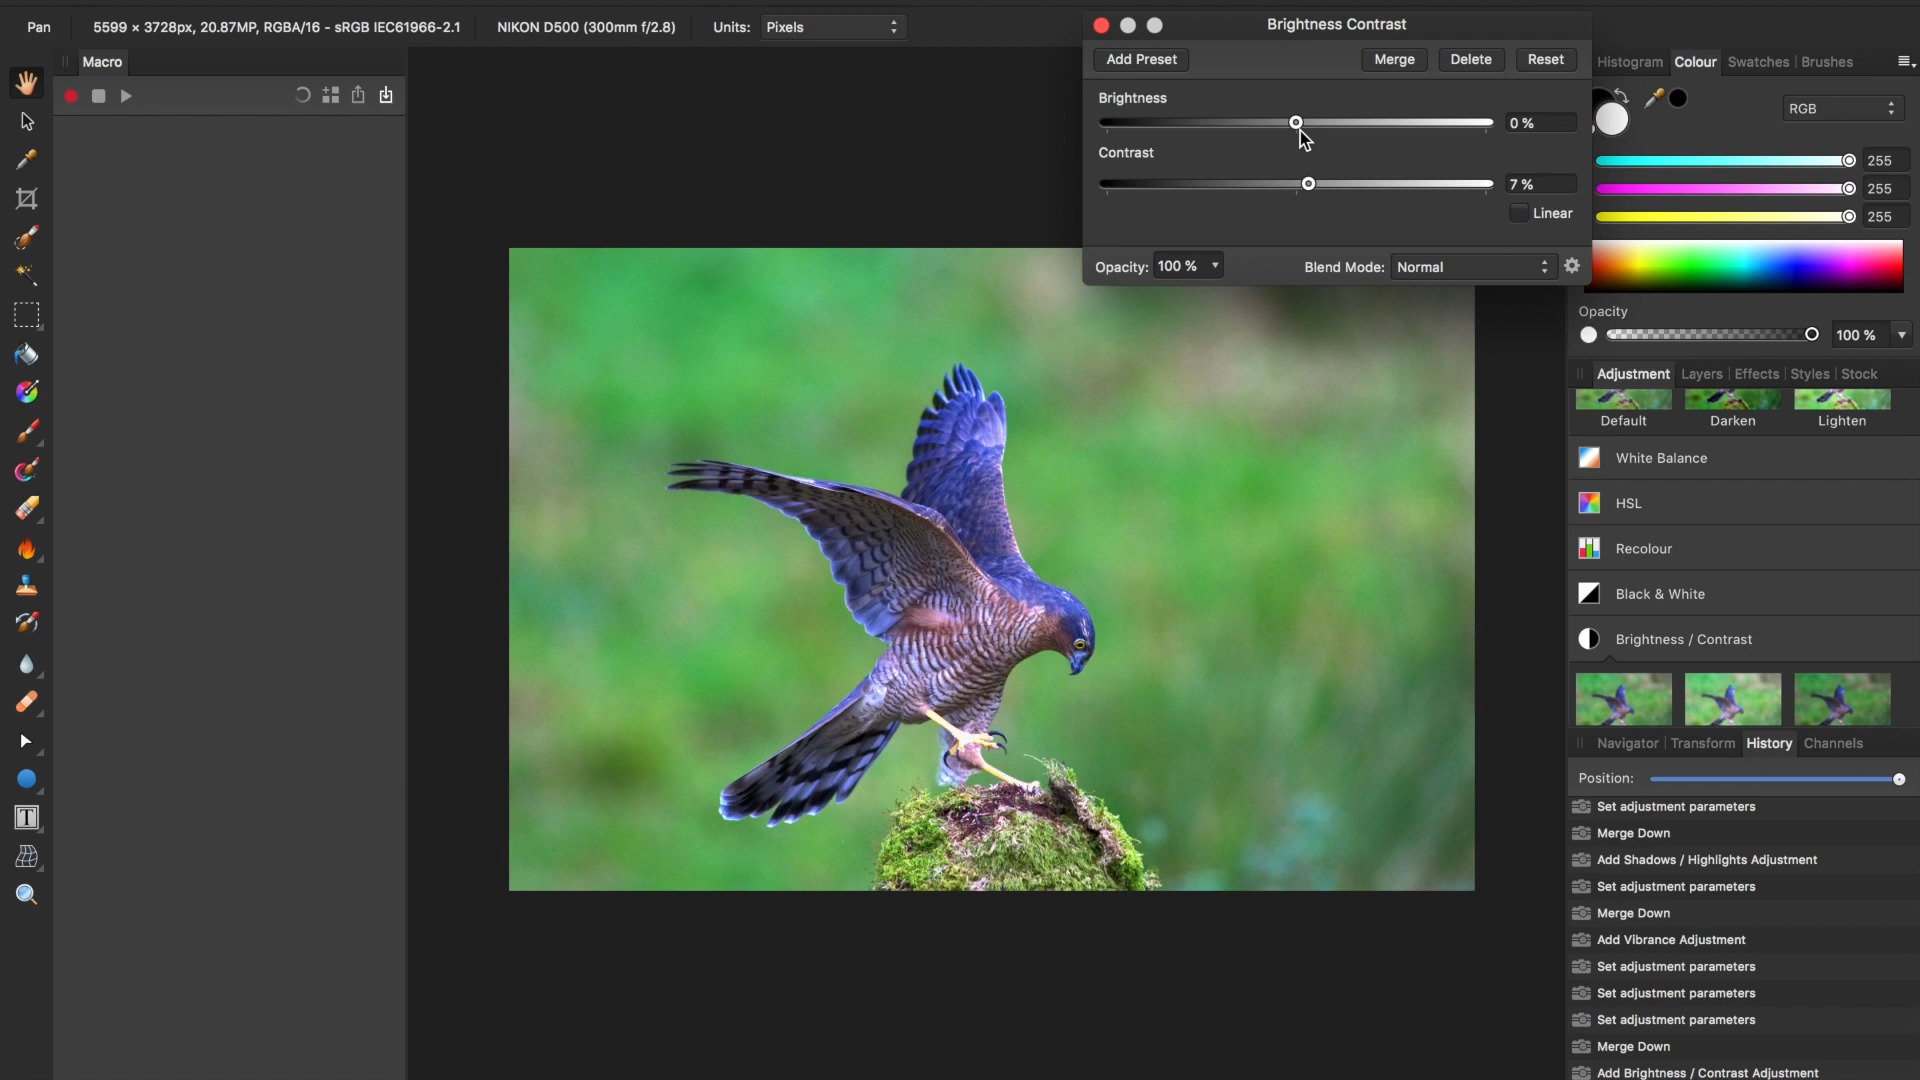 Pan
5599 × 3728px, 20.87MP, RGBA/16 - sRGB IEC61966-2.1
NIKON D500 (300mm f/2.8)
Units:
Pixels
Macro
Brightness Contrast
Add Preset
Merge
Delete
Reset
Brightness
0 %
Contrast
7 %
Linear
Opacity:
100 %
Blend Mode:
Normal
Histogram
Colour
Swatches
Brushes
RGB
255
255
255
Opacity
100 %
Adjustment
Layers
Effects
Styles
Stock
Default
Darken
Lighten
White Balance
HSL
Recolour
Black & White
Brightness / Contrast
Navigator
Transform
History
Channels
Position:
Set adjustment parameters
Merge Down
Add Shadows / Highlights Adjustment
Set adjustment parameters
Merge Down
Add Vibrance Adjustment
Set adjustment parameters
Set adjustment parameters
Set adjustment parameters
Merge Down
Add Brightness / Contrast Adjustment
T